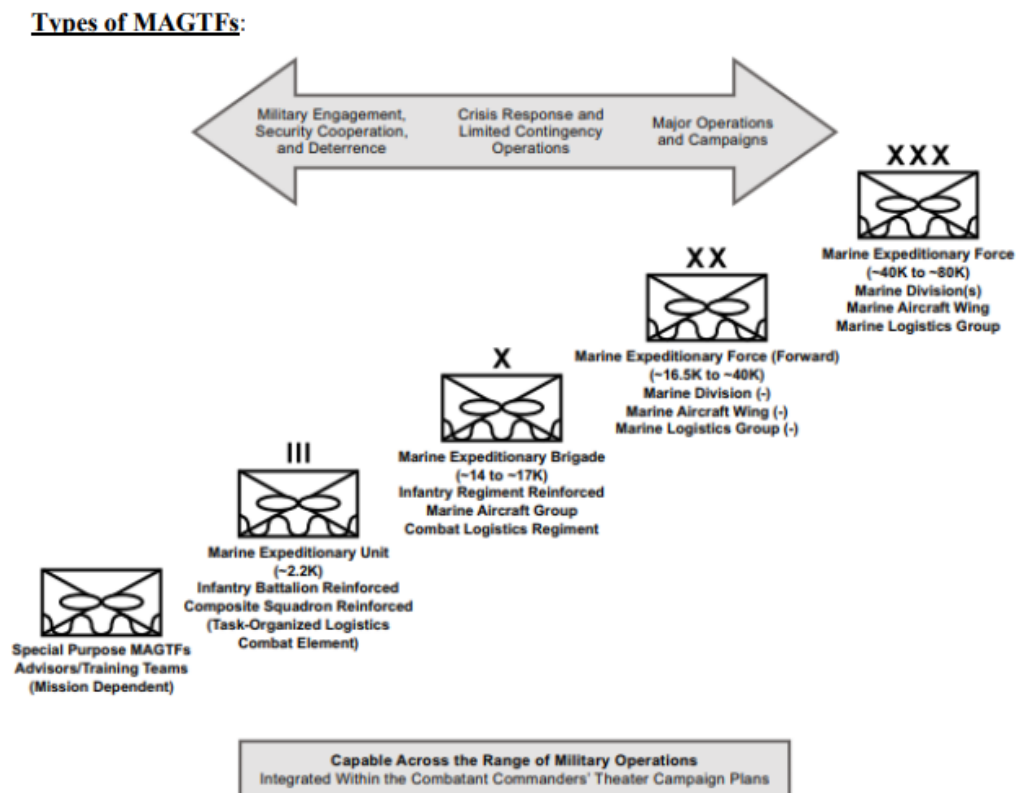 Types of MAGTFs:
Military Engagement,
Security Cooperation,
and Deterrence
Crisis Response and
Limited Contingency
Operations
Major Operations
and Campaigns
XXX
Marine Expeditionary Force
(~40K to ~80K)
Marine Division(s)
Marine Aircraft Wing
Marine Logistics Group
XX
Marine Expeditionary Force (Forward)
(~16.5K to ~40K)
Marine Division (-)
Marine Aircraft Wing (-)
Marine Logistics Group (-)
X
Marine Expeditionary Brigade
(~14 to ~17K)
Infantry Regiment Reinforced
Marine Aircraft Group
Combat Logistics Regiment
III
Marine Expeditionary Unit
(~2.2K)
Infantry Battalion Reinforced
Composite Squadron Reinforced
(Task-Organized Logistics
Combat Element)
Special Purpose MAGTFs
Advisors/Training Teams
(Mission Dependent)
Capable Across the Range of Military Operations
Integrated Within the Combatant Commanders' Theater Campaign Plans